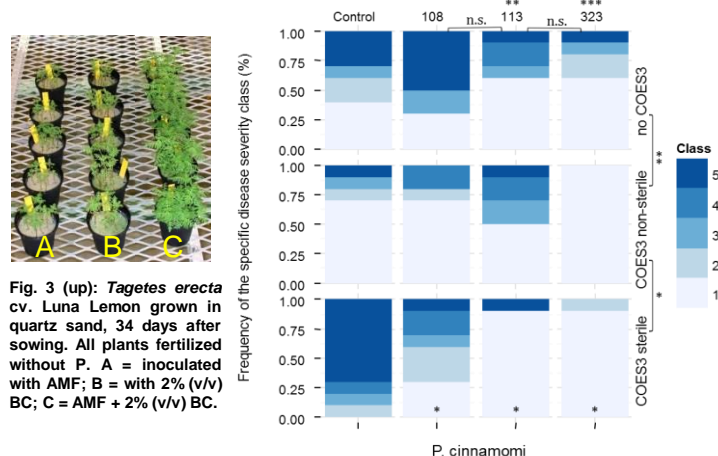 A B C
Fig. 3 (up): Tagetes erecta
cv. Luna Lemon grown in
quartz sand, 34 days after
sowing. All plants fertilized
without P. A = inoculated
with AMF; B = with 2% (v/v)
BC; C = AMF + 2% (v/v) BC.
Frequency of the specific disease severity class (%)
** ***
Control 108 n.s. 113 n.s. 323
1.00
0.75
0.50
0.25
0.00
no COES3
1.00
0.75
0.50
0.25
0.00
COES3 non-sterile
1.00
0.75
0.50
0.25
0.00
COES3 sterile
* * *
**
*
P. cinnamomi
Class
5
4
3
2
1